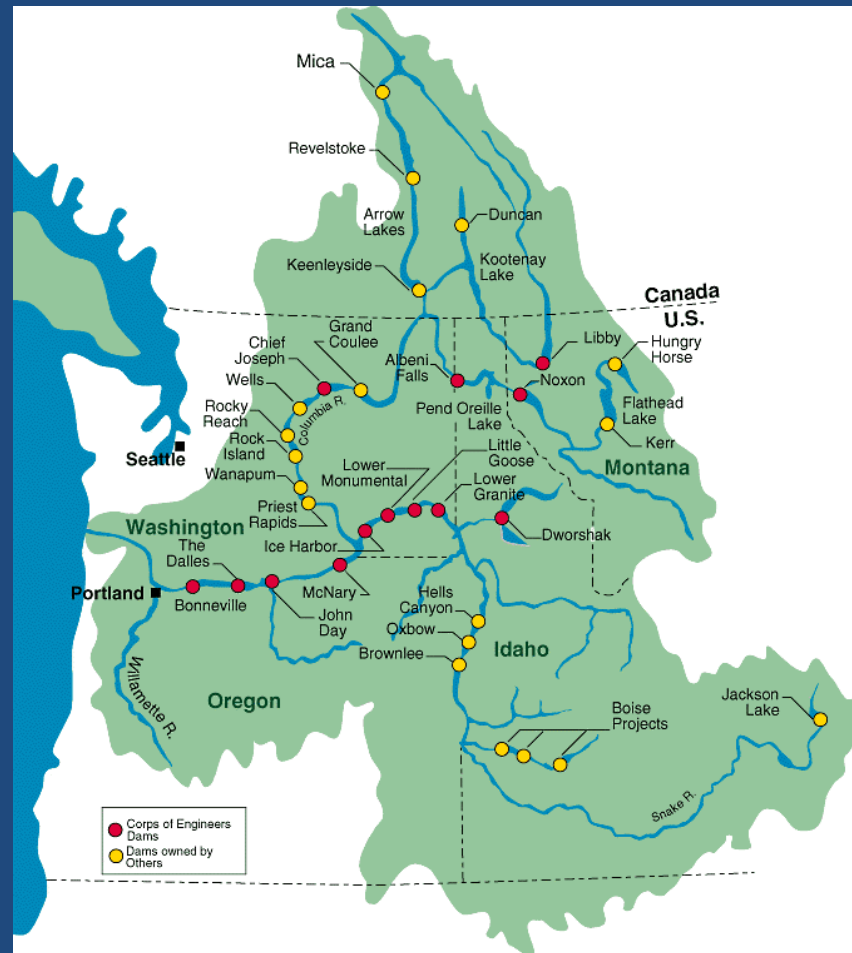 Mica
Revelstoke
Arrow
Lakes
Duncan
Kootenay
Lake
Keenleyside
Canada
U.S.
Grand
Coulee
Chief
Joseph
Albeni
Falls
Libby
Hungry
Horse
Noxon
Wells
Pend Oreille
Lake
Flathead
Lake
Rocky
Reach
Columbia R.
Rock
Island
Kerr
Seattle
Little
Goose
Lower
Monumental
Lower
Granite
Montana
Wanapum
Priest
Rapids
Washington
Ice Harbor
Dworshak
The
Dalles
Portland
Bonneville
McNary
John
Day
Hells
Canyon
Oxbow
Brownlee
Idaho
Willamette R.
Oregon
Boise
Projects
Jackson
Lake
Snake R.
Corps of Engineers
Dams
Dams owned by
Others